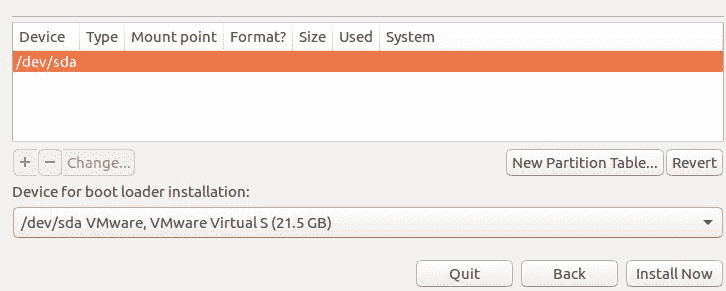 Device Type Mount point Format? Size Used System
/dev/sda
+ − Change... New Partition Table... Revert
Device for boot loader installation:
/dev/sda VMware, VMware Virtual S (21.5 GB)
Quit Back Install Now